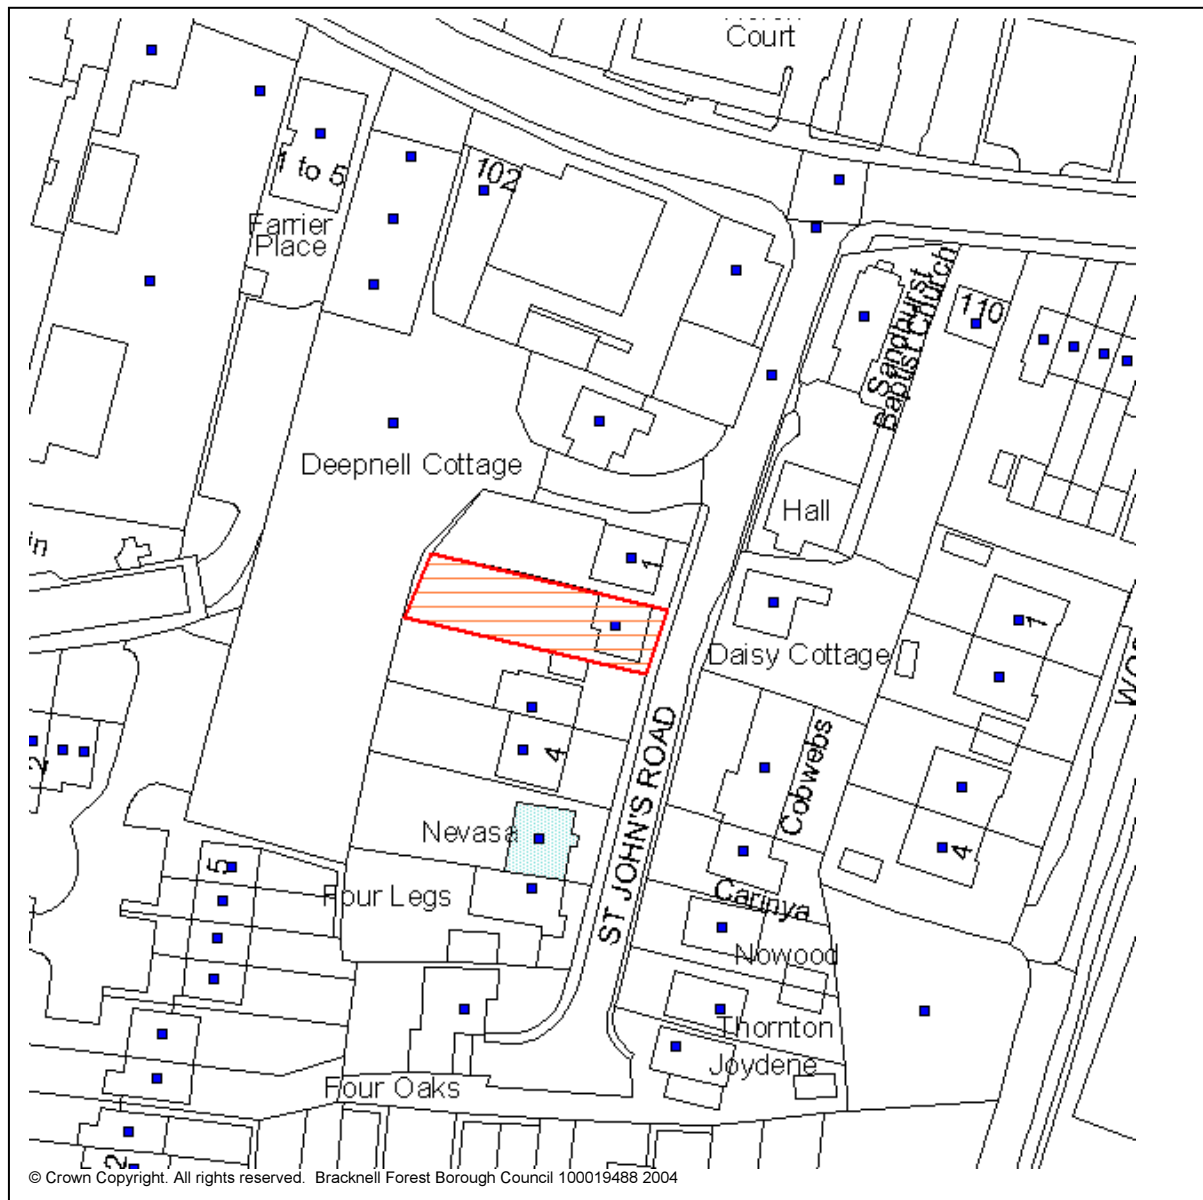 Court
1 to 5
102
Farrier
Place
Sandhurst
Baptist Church
110
Deepnell Cottage
Hall
1
1
Daisy Cottage
4
ST JOHN'S ROAD
Cobwebs
Nevasa
4
5
Four Legs
Carinya
Nowood
Thornton
Joydene
Four Oaks
2
2
© Crown Copyright. All rights reserved. Bracknell Forest Borough Council 100019488 2004